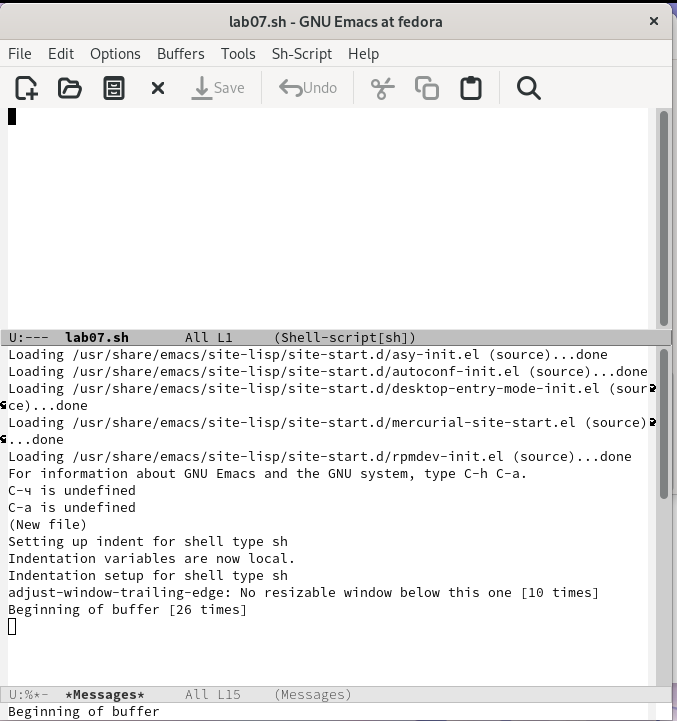 lab07.sh - GNU Emacs at fedora
File Edit Options Buffers Tools Sh-Script Help
Save Undo
U:--- lab07.sh All L1 (Shell-script[sh])
Loading /usr/share/emacs/site-lisp/site-start.d/asy-init.el (source)...done
Loading /usr/share/emacs/site-lisp/site-start.d/autoconf-init.el (source)...done
Loading /usr/share/emacs/site-lisp/site-start.d/desktop-entry-mode-init.el (sour
ce)...done
Loading /usr/share/emacs/site-lisp/site-start.d/mercurial-site-start.el (source)
...done
Loading /usr/share/emacs/site-lisp/site-start.d/rpmdev-init.el (source)...done
For information about GNU Emacs and the GNU system, type C-h C-a.
C-ч is undefined
C-а is undefined
(New file)
Setting up indent for shell type sh
Indentation variables are now local.
Indentation setup for shell type sh
adjust-window-trailing-edge: No resizable window below this one [10 times]
Beginning of buffer [26 times]
U:%*- *Messages* All L15 (Messages)
Beginning of buffer